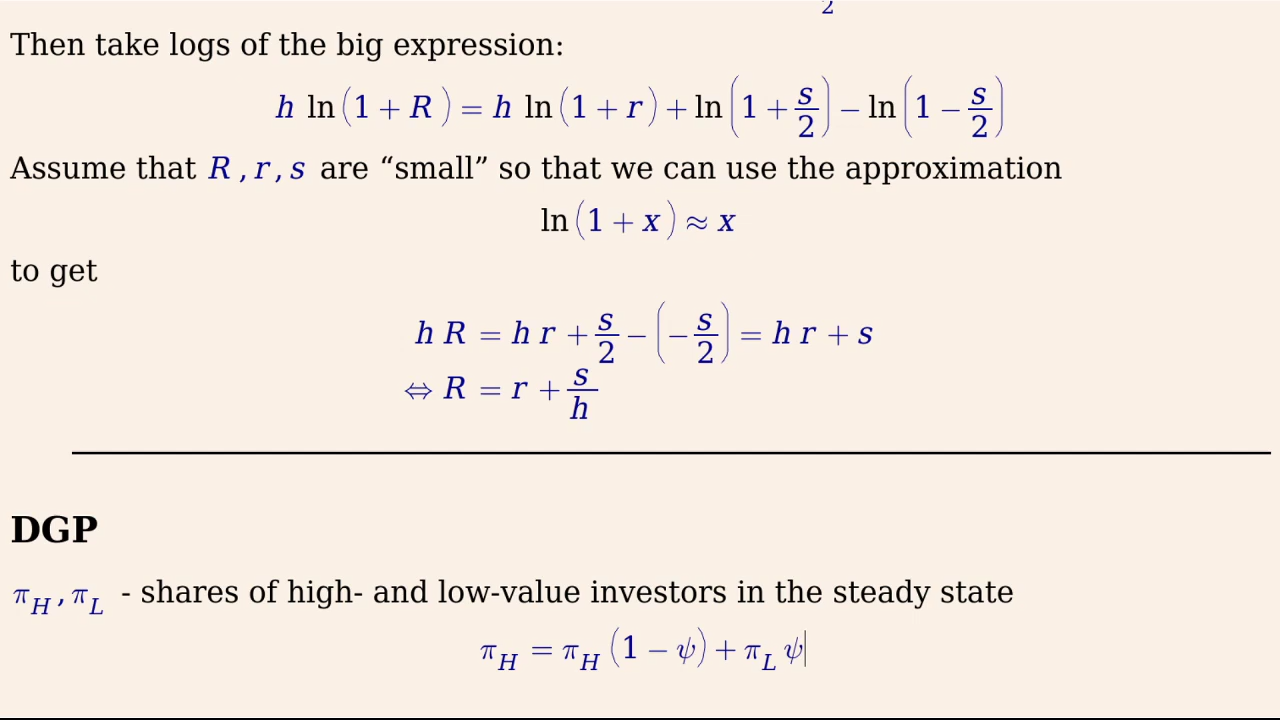 2
Then take logs of the big expression:
h ln(1 + R) = h ln(1 + r) + ln(1 + s/2) − ln(1 − s/2)
Assume that R, r, s are “small” so that we can use the approximation
ln(1 + x) ≈ x
to get
h R = h r + s/2 − (− s/2) = h r + s
⇔ R = r + s/h
DGP
π_H, π_L - shares of high- and low-value investors in the steady state
π_H = π_H (1 − ψ) + π_L ψ